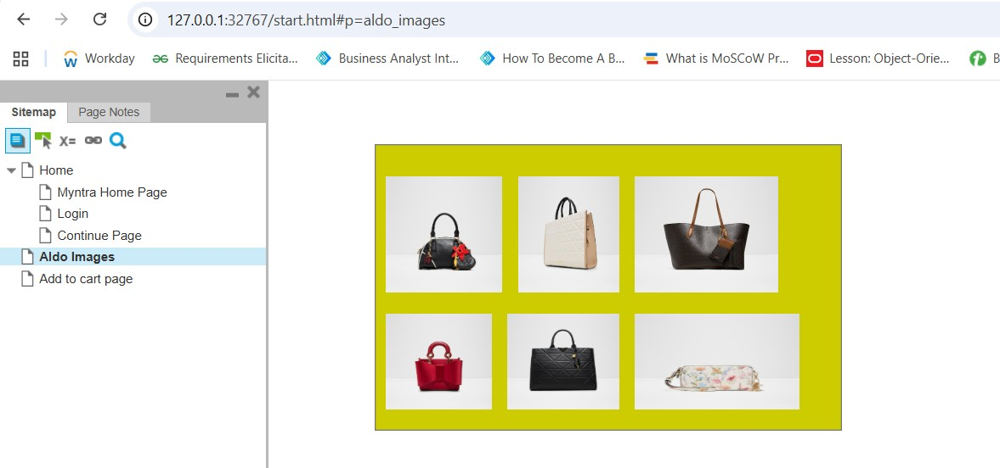 127.0.0.1:32767/start.html#p=aldo_images
Workday Requirements Elicita... Business Analyst Int... How To Become A B... What is MoSCoW Pr... Lesson: Object-Orie... B
Sitemap Page Notes
X=
Home
Myntra Home Page
Login
Continue Page
Aldo Images
Add to cart page